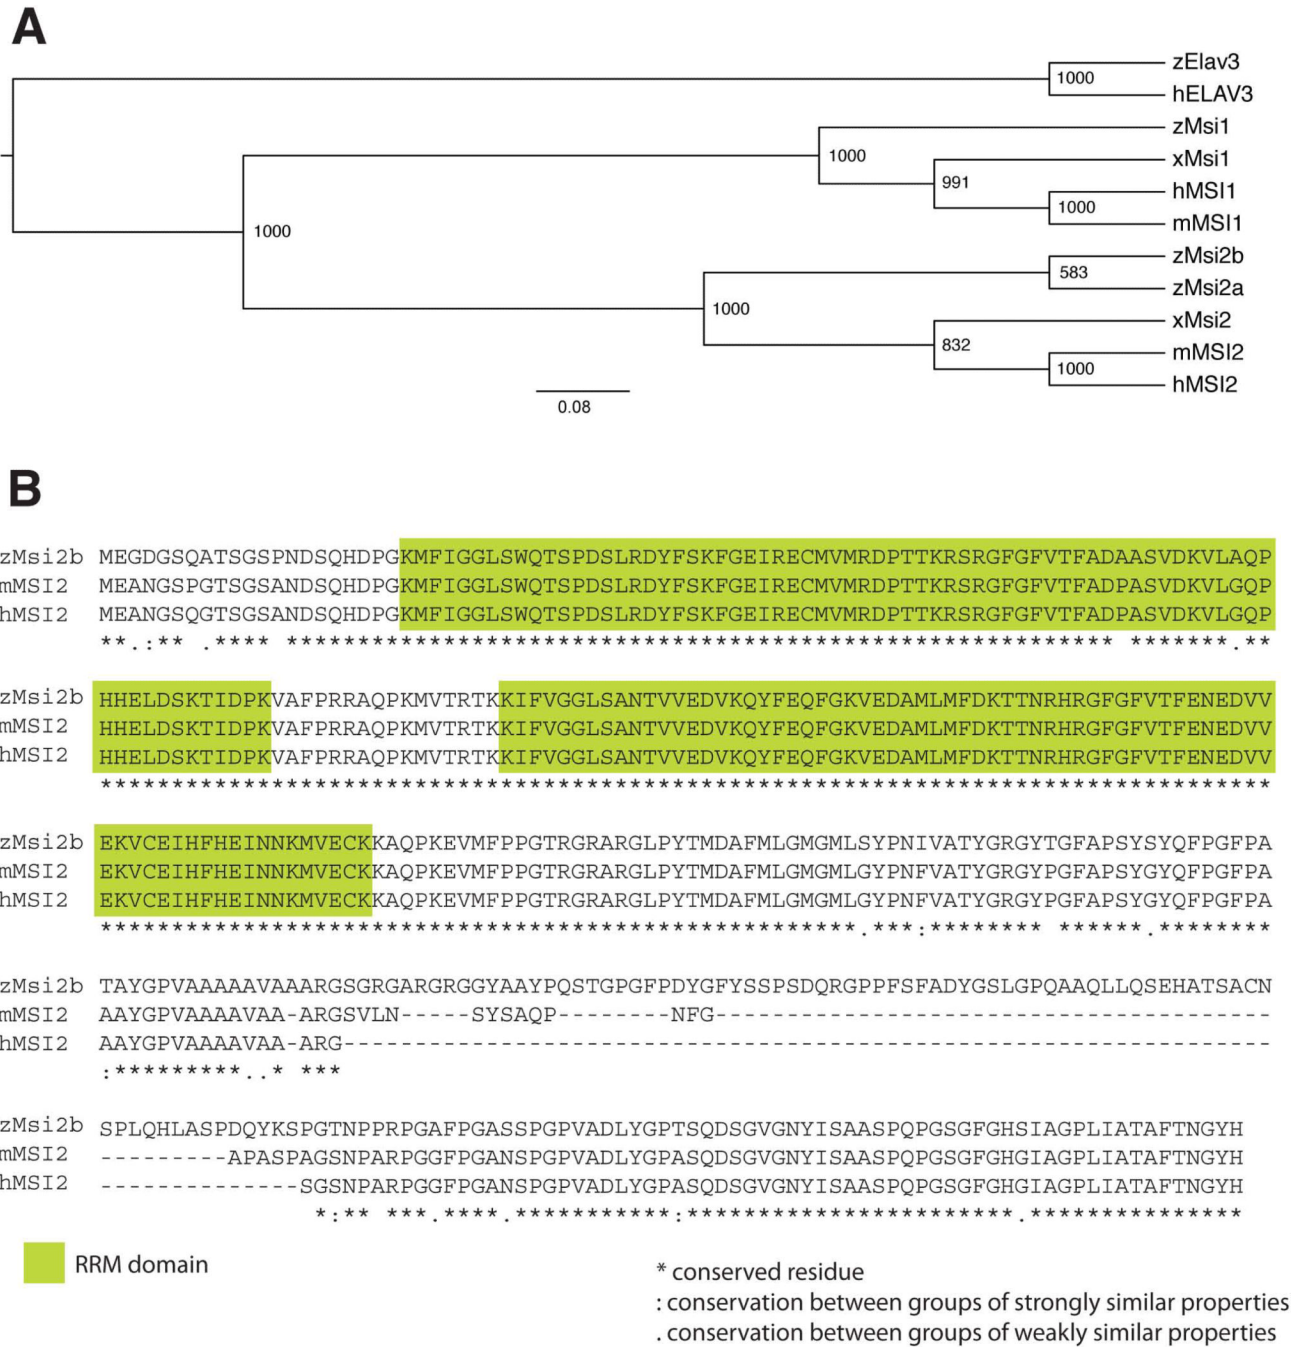 A
zElav3
1000
hELAV3
zMsi1
1000
xMsi1
991
hMSI1
1000
mMSI1
zMsi2b
583
zMsi2a
1000
xMsi2
832
mMSI2
1000
hMSI2
1000
0.08
B
zMsi2b MEGDGSQATSGSPNDSQHDPGKMFIGGLSWQTSPDSLRDYFSKFGEIRECMVMRDPTTKRSRGFGFVTFADAASVDKVLAQP
mMSI2 MEANGSPGTSGSANDSQHDPGKMFIGGLSWQTSPDSLRDYFSKFGEIRECMVMRDPTTKRSRGFGFVTFADPASVDKVLGQP
hMSI2 MEANGSQGTSGSANDSQHDPGKMFIGGLSWQTSPDSLRDYFSKFGEIRECMVMRDPTTKRSRGFGFVTFADPASVDKVLGQP
**.:** .**** ********************************************************** *******.**
zMsi2b HHELDSKTIDPKVAFPRRAQPKMVTRTKKIFVGGLSANTVVEDVKQYFEQFGKVEDAMLMFDKTTNRHRGFGFVTFENEDVV
mMSI2 HHELDSKTIDPKVAFPRRAQPKMVTRTKKIFVGGLSANTVVEDVKQYFEQFGKVEDAMLMFDKTTNRHRGFGFVTFENEDVV
hMSI2 HHELDSKTIDPKVAFPRRAQPKMVTRTKKIFVGGLSANTVVEDVKQYFEQFGKVEDAMLMFDKTTNRHRGFGFVTFENEDVV
**********************************************************************************
zMsi2b EKVCEIHFHEINNKMVECKKAQPKEVMFPPGTRGRARGLPYTMDAFMLGMGMLSYPNIVATYGRGYTGFAPSYSYQFPGFPA
mMSI2 EKVCEIHFHEINNKMVECKKAQPKEVMFPPGTRGRARGLPYTMDAFMLGMGMLGYPNFVATYGRGYPGFAPSYGYQFPGFPA
hMSI2 EKVCEIHFHEINNKMVECKKAQPKEVMFPPGTRGRARGLPYTMDAFMLGMGMLGYPNFVATYGRGYPGFAPSYGYQFPGFPA
*****************************************************.***:******** ******.********
zMsi2b TAYGPVAAAAAVAAARGSGRGARGRGGYAAYPQSTGPGFPDYGFYSSPSDQRGPPFSFADYGSLGPQAAQLLQSEHATSACN
mMSI2 AAYGPVAAAAVAA-ARGSVLN-----SYSAQP--------NFG---------------------------------------
hMSI2 AAYGPVAAAAVAA-ARG-----------------------------------------------------------------
:*********..* ***
zMsi2b SPLQHLASPDQYKSPGTNPPRPGAFPGASSPGPVADLYGPTSQDSGVGNYISAASPQPGSGFGHSIAGPLIATAFTNGYH
mMSI2 ---------APASPAGSNPARPGGFPGANSPGPVADLYGPASQDSGVGNYISAASPQPGSGFGHGIAGPLIATAFTNGYH
hMSI2 --------------SGSNPARPGGFPGANSPGPVADLYGPASQDSGVGNYISAASPQPGSGFGHGIAGPLIATAFTNGYH
*:** ***.****.***********:***********************.***************
RRM domain
* conserved residue
: conservation between groups of strongly similar properties
. conservation between groups of weakly similar properties